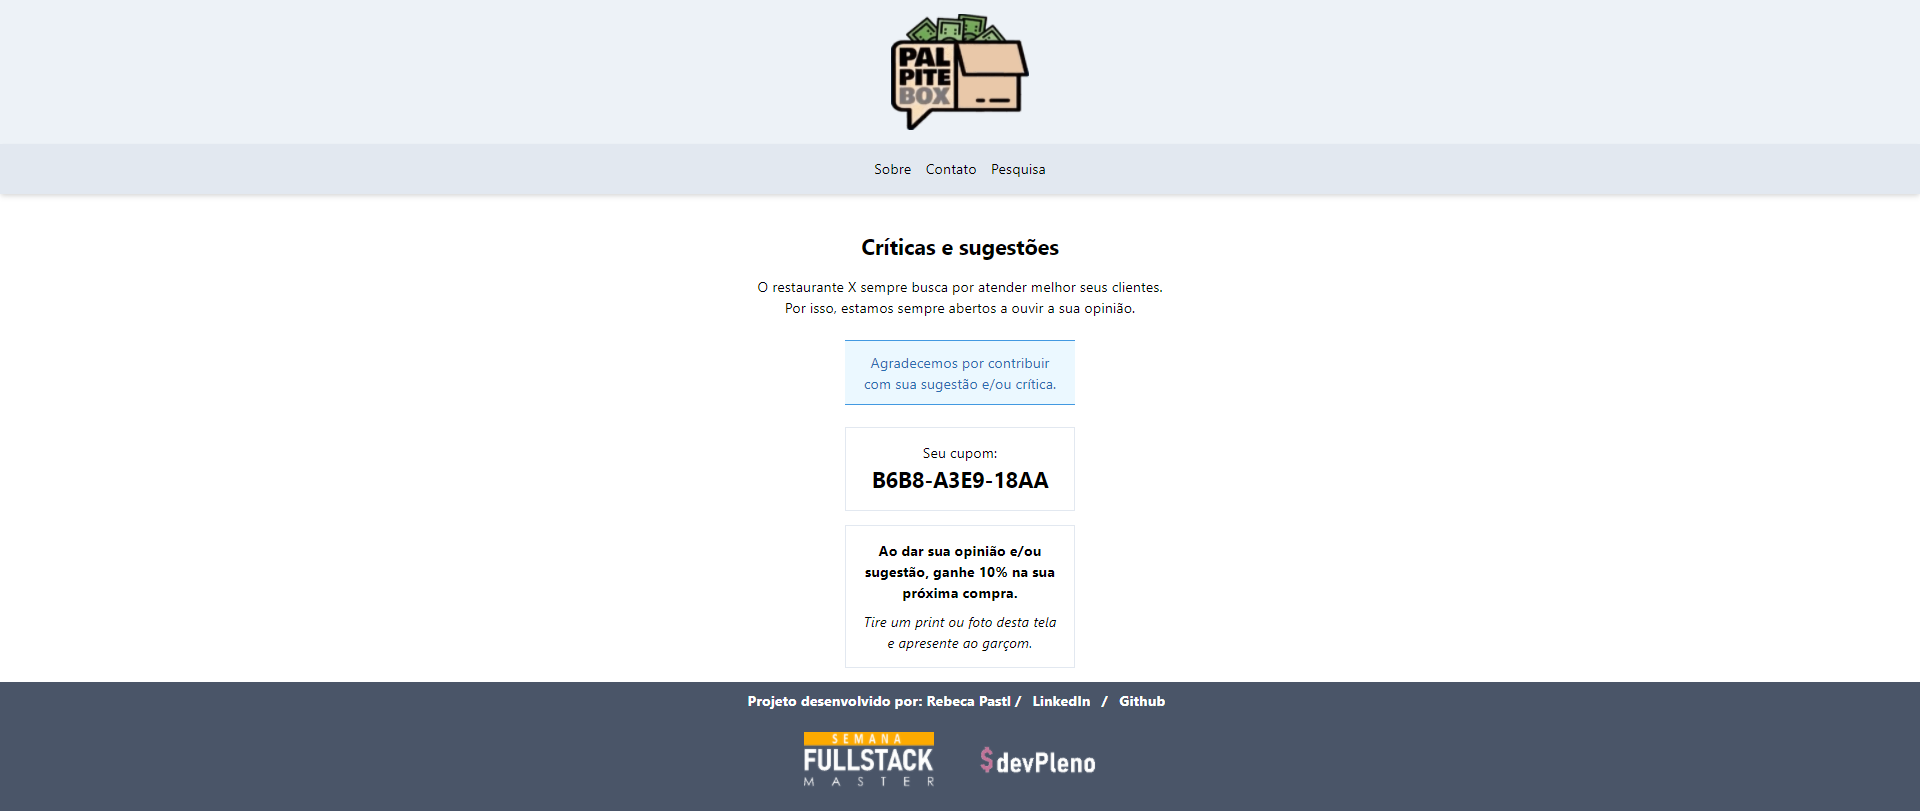 PAL
PITE
BOX
Sobre Contato Pesquisa
Críticas e sugestões
O restaurante X sempre busca por atender melhor seus clientes.
Por isso, estamos sempre abertos a ouvir a sua opinião.
Agradecemos por contribuir
com sua sugestão e/ou crítica.
Seu cupom:
B6B8-A3E9-18AA
Ao dar sua opinião e/ou
sugestão, ganhe 10% na sua
próxima compra.
Tire um print ou foto desta tela
e apresente ao garçom.
Projeto desenvolvido por: Rebeca Pastl / LinkedIn / Github
SEMANA
FULLSTACK
MASTER
$devPleno